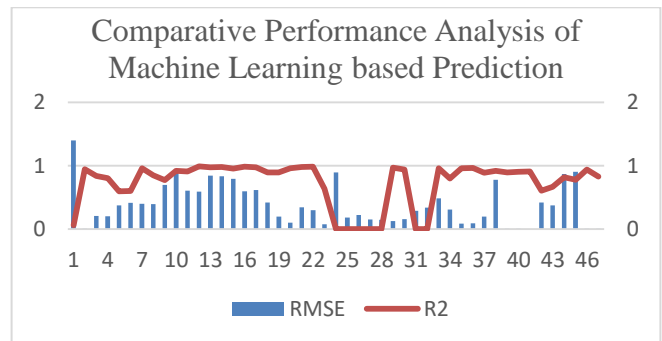 Comparative Performance Analysis of
Machine Learning based Prediction
2 2
1 1
0 0
1 4 7 10 13 16 19 22 25 28 31 34 37 40 43 46
RMSE R2